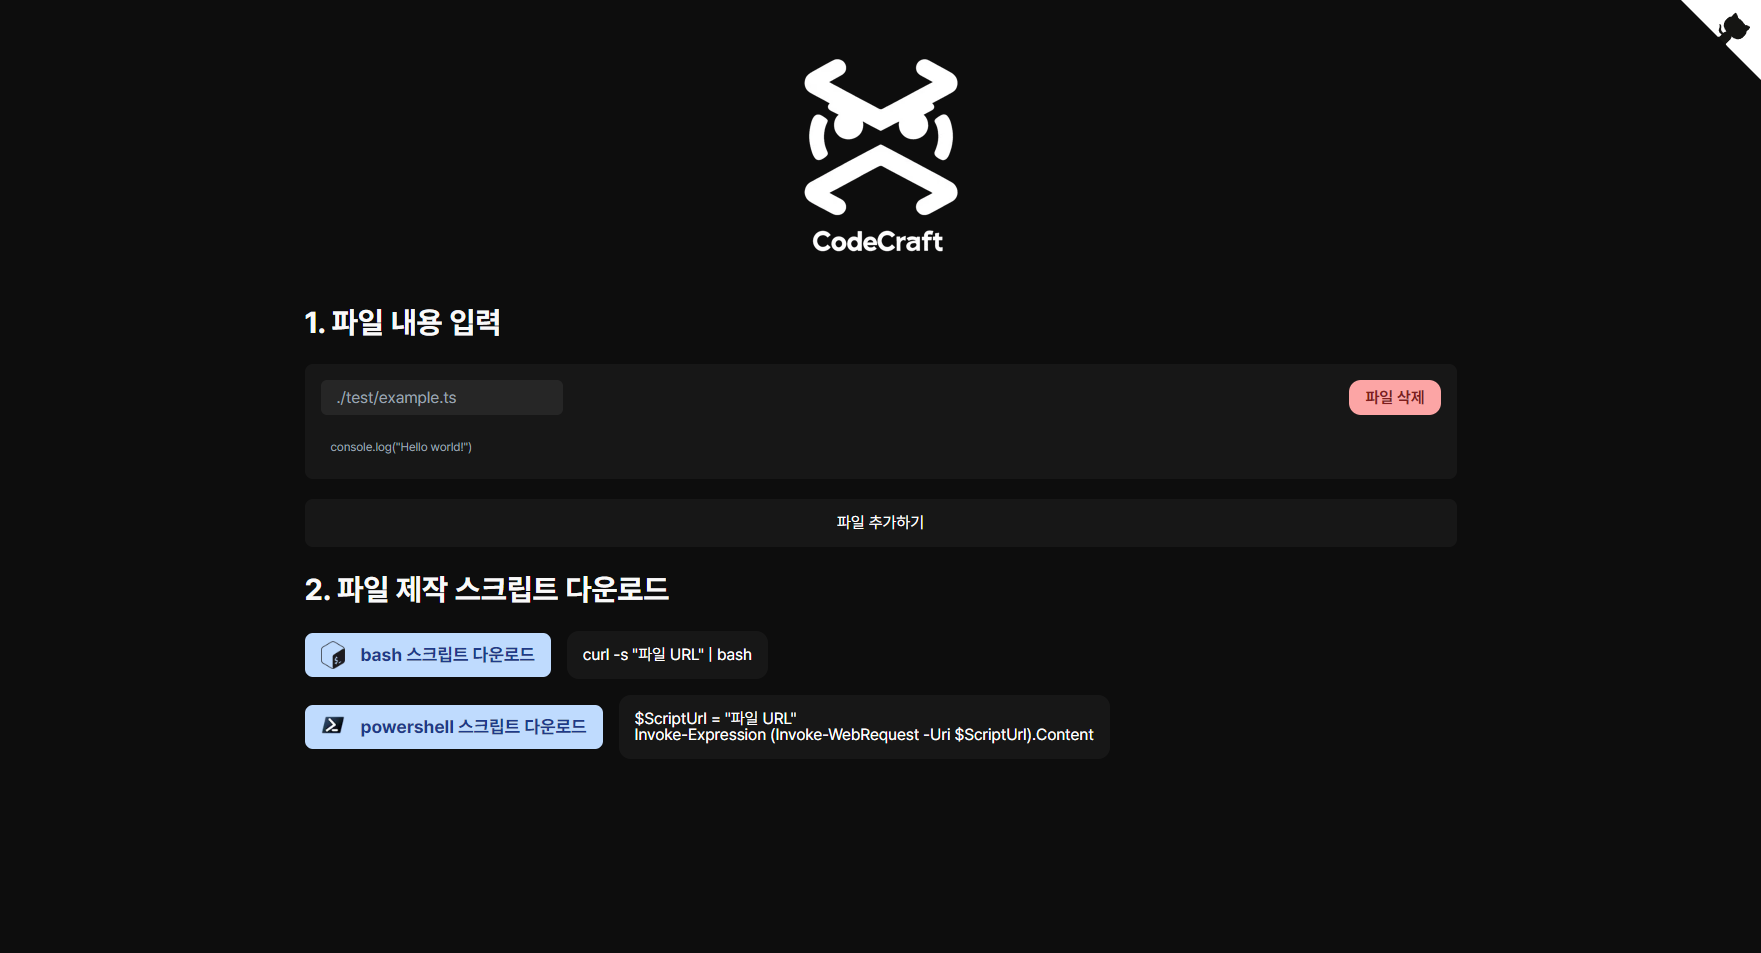 CodeCraft
1. 파일 내용 입력
./test/example.ts
파일 삭제
console.log("Hello world!")
파일 추가하기
2. 파일 제작 스크립트 다운로드
bash 스크립트 다운로드
curl -s "파일 URL" | bash
powershell 스크립트 다운로드
$ScriptUrl = "파일 URL"
Invoke-Expression (Invoke-WebRequest -Uri $ScriptUrl).Content